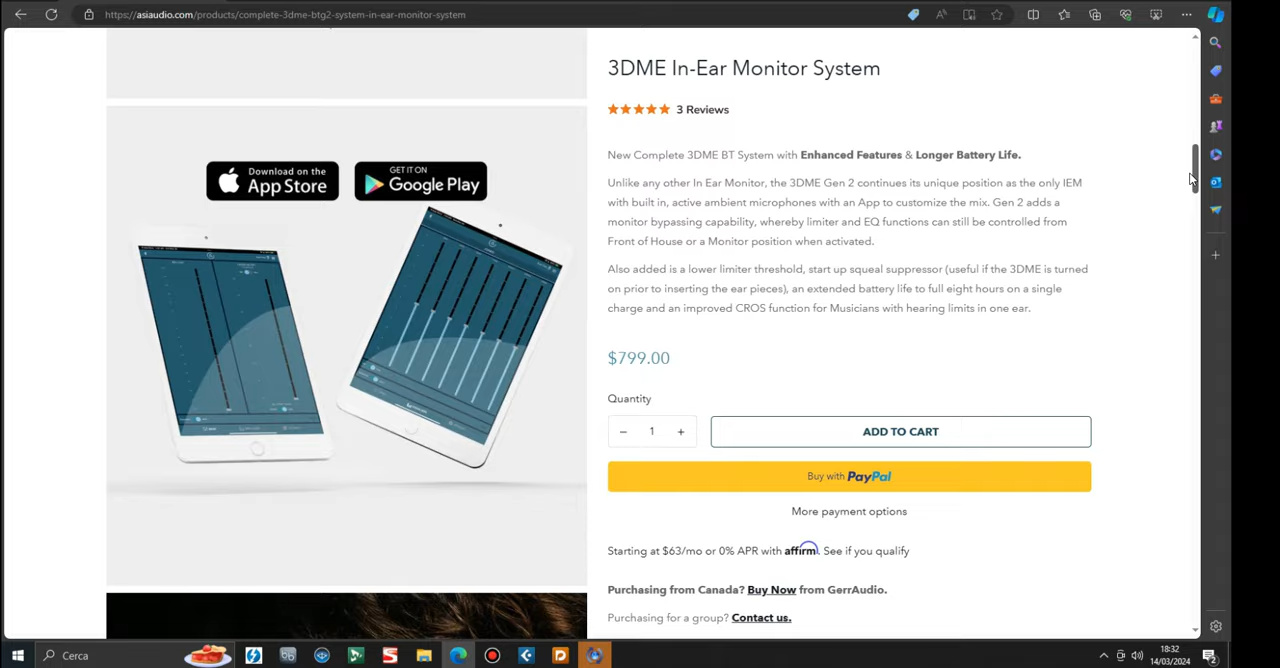 https://asiaudio.com/products/complete-3dme-btg2-system-in-ear-monitor-system
3DME In-Ear Monitor System
3 Reviews
New Complete 3DME BT System with Enhanced Features & Longer Battery Life.
Unlike any other In Ear Monitor, the 3DME Gen 2 continues its unique position as the only IEM
with built in, active ambient microphones with an App to customize the mix. Gen 2 adds a
monitor bypassing capability, whereby limiter and EQ functions can still be controlled from
Front of House or a Monitor position when activated.
Also added is a lower limiter threshold, start up squeal suppressor (useful if the 3DME is turned
on prior to inserting the ear pieces), an extended battery life to full eight hours on a single
charge and an improved CROS function for Musicians with hearing limits in one ear.
$799.00
Quantity
− 1 +
ADD TO CART
Buy with PayPal
More payment options
Starting at $63/mo or 0% APR with affirm. See if you qualify
Purchasing from Canada? Buy Now from GerrAudio.
Purchasing for a group? Contact us.
Download on the
App Store
GET IT ON
Google Play
Cerca
18:32
14/03/2024